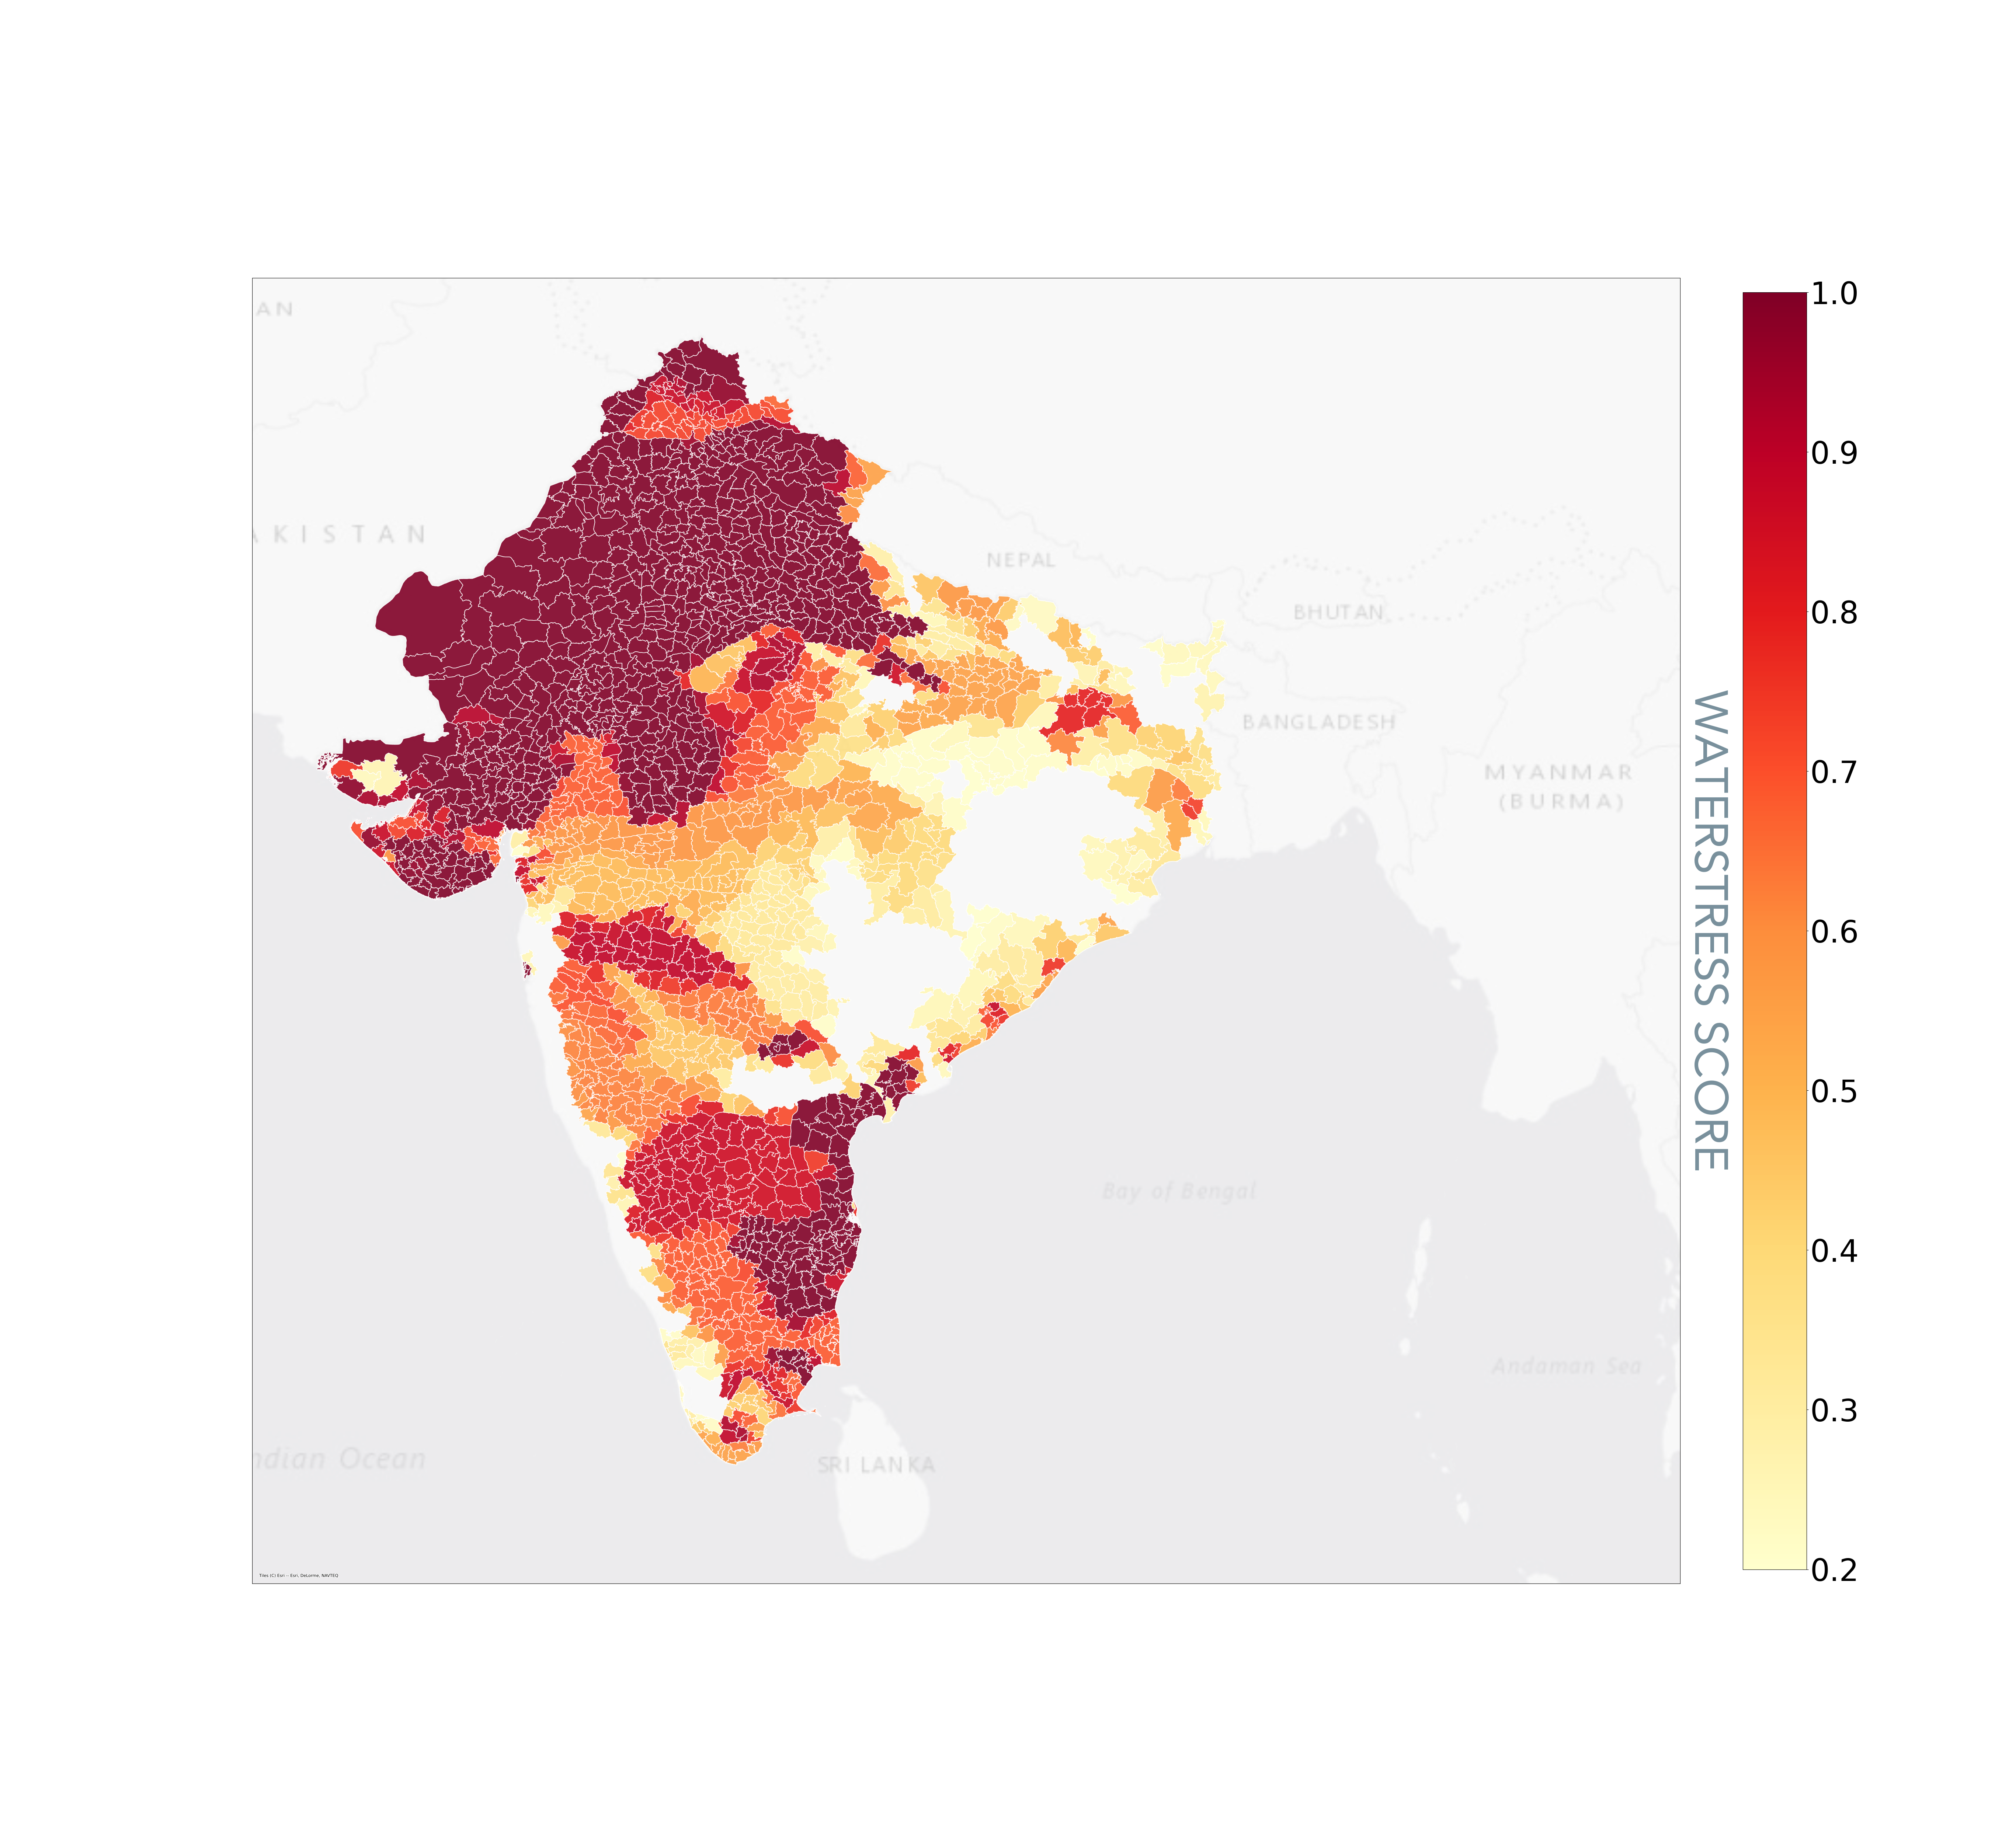 AN
AKISTAN
NEPAL
BHUTAN
BANGLADESH
MYANMAR
(BURMA)
Bay of Bengal
Andaman Sea
ndian Ocean
SRI LANKA
Tiles (C) Esri -- Esri, DeLorme, NAVTEQ
WATERSTRESS SCORE
1.0
0.9
0.8
0.7
0.6
0.5
0.4
0.3
0.2